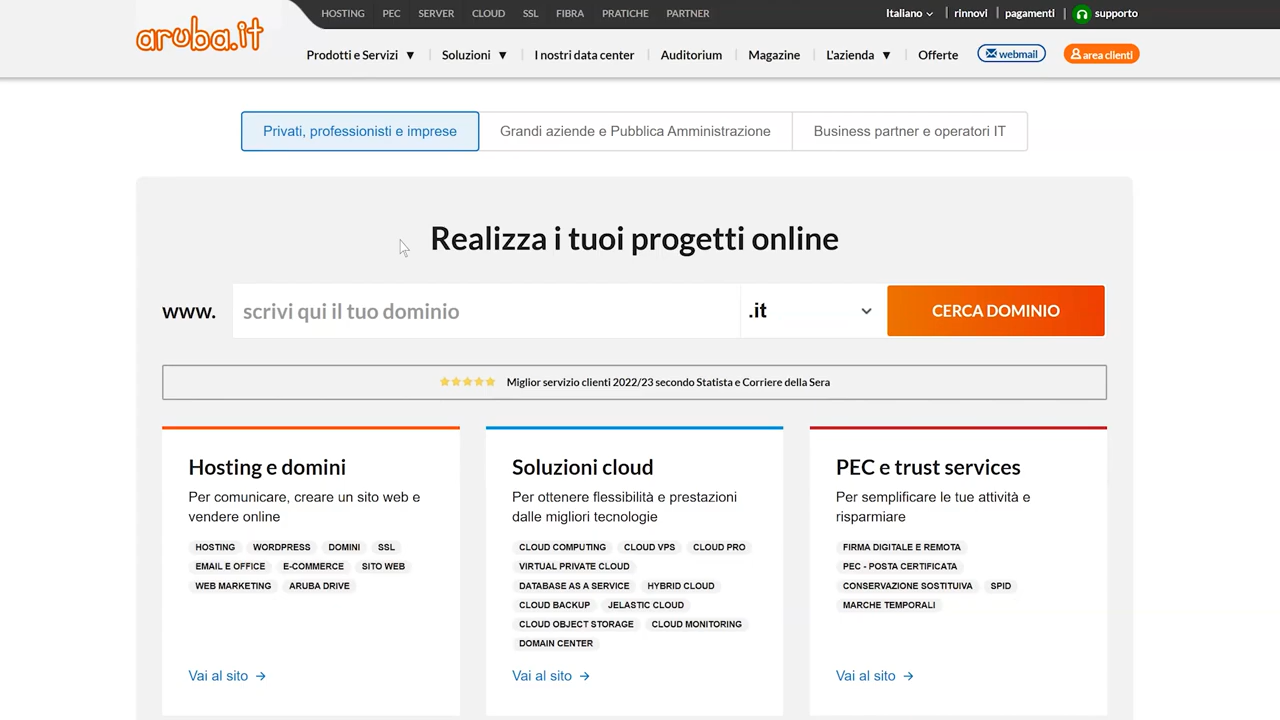 HOSTING PEC SERVER CLOUD SSL FIBRA PRATICHE PARTNER Italiano rinnovi pagamenti supporto
aruba.it
Prodotti e Servizi Soluzioni I nostri data center Auditorium Magazine L'azienda Offerte webmail area clienti
Privati, professionisti e imprese Grandi aziende e Pubblica Amministrazione Business partner e operatori IT
Realizza i tuoi progetti online
www. scrivi qui il tuo dominio .it CERCA DOMINIO
Miglior servizio clienti 2022/23 secondo Statista e Corriere della Sera
Hosting e domini
Per comunicare, creare un sito web e
vendere online
HOSTING WORDPRESS DOMINI SSL
EMAIL E OFFICE E-COMMERCE SITO WEB
WEB MARKETING ARUBA DRIVE
Vai al sito
Soluzioni cloud
Per ottenere flessibilità e prestazioni
dalle migliori tecnologie
CLOUD COMPUTING CLOUD VPS CLOUD PRO
VIRTUAL PRIVATE CLOUD
DATABASE AS A SERVICE HYBRID CLOUD
CLOUD BACKUP JELASTIC CLOUD
CLOUD OBJECT STORAGE CLOUD MONITORING
DOMAIN CENTER
Vai al sito
PEC e trust services
Per semplificare le tue attività e
risparmiare
FIRMA DIGITALE E REMOTA
PEC - POSTA CERTIFICATA
CONSERVAZIONE SOSTITUIVA SPID
MARCHE TEMPORALI
Vai al sito